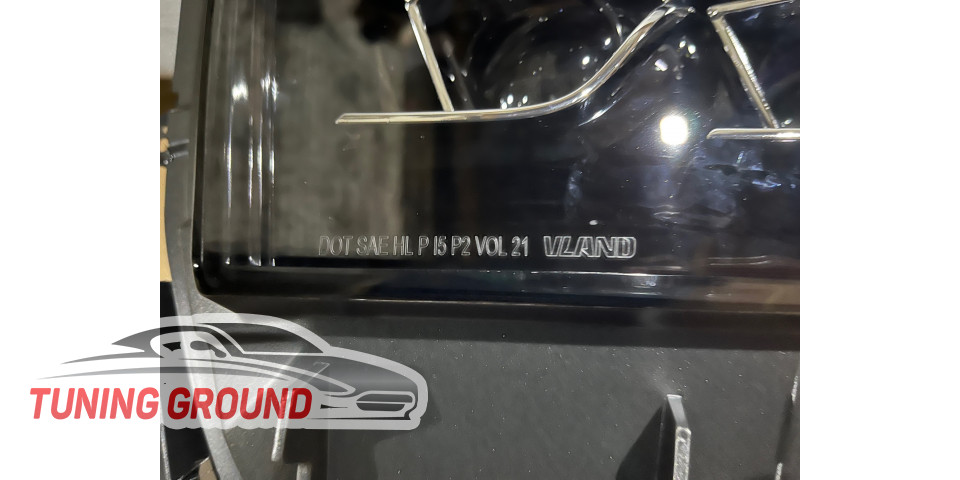 DOT SAE HL P I5 P2 VOL 21 VLAND
TUNING GROUND